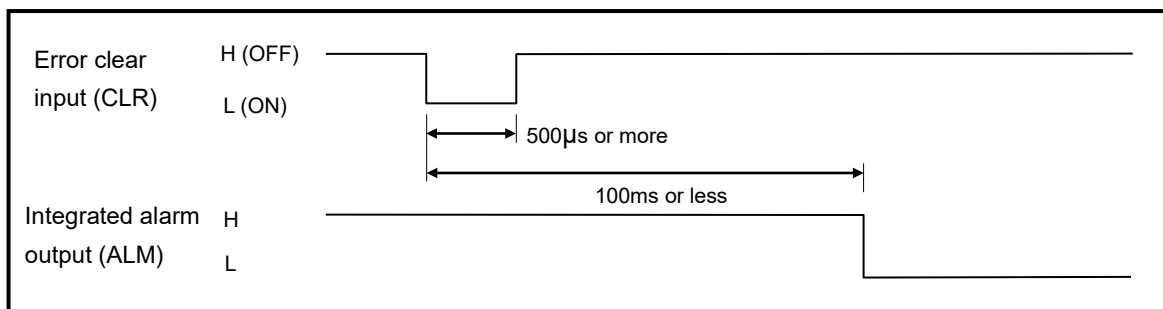 Error clear
input (CLR)
H (OFF)
L (ON)
500μs or more
100ms or less
Integrated alarm
output (ALM)
H
L